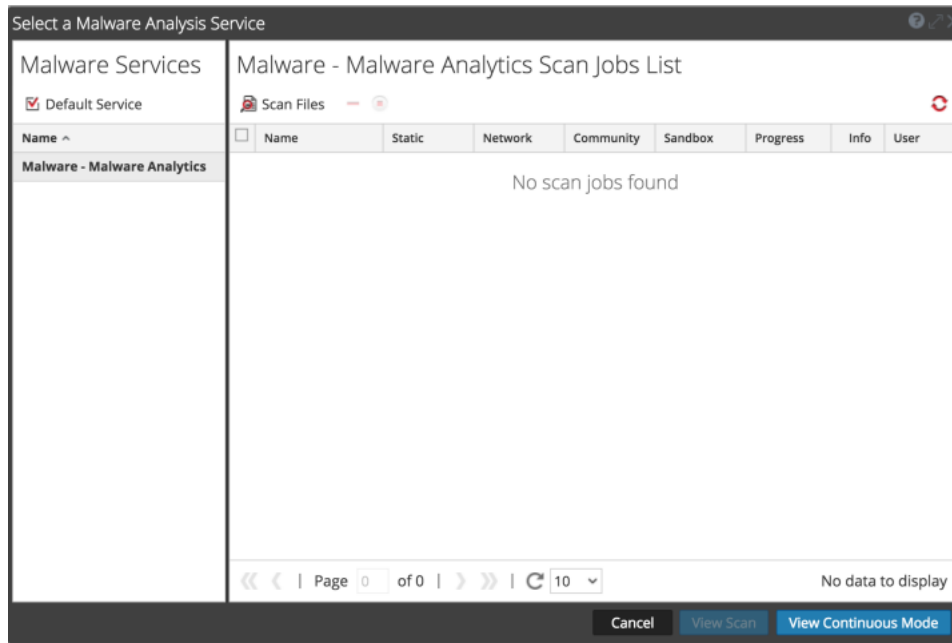 Select a Malware Analysis Service
Malware Services
Default Service
Name
Malware - Malware Analytics
Malware - Malware Analytics Scan Jobs List
Scan Files
Name Static Network Community Sandbox Progress Info User
No scan jobs found
Page 0 of 0 10 No data to display
Cancel View Scan View Continuous Mode